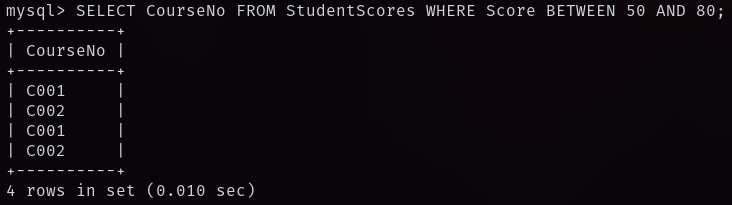 mysql> SELECT CourseNo FROM StudentScores WHERE Score BETWEEN 50 AND 80;
+----------+
| CourseNo |
+----------+
| C001     |
| C002     |
| C001     |
| C002     |
+----------+
4 rows in set (0.010 sec)